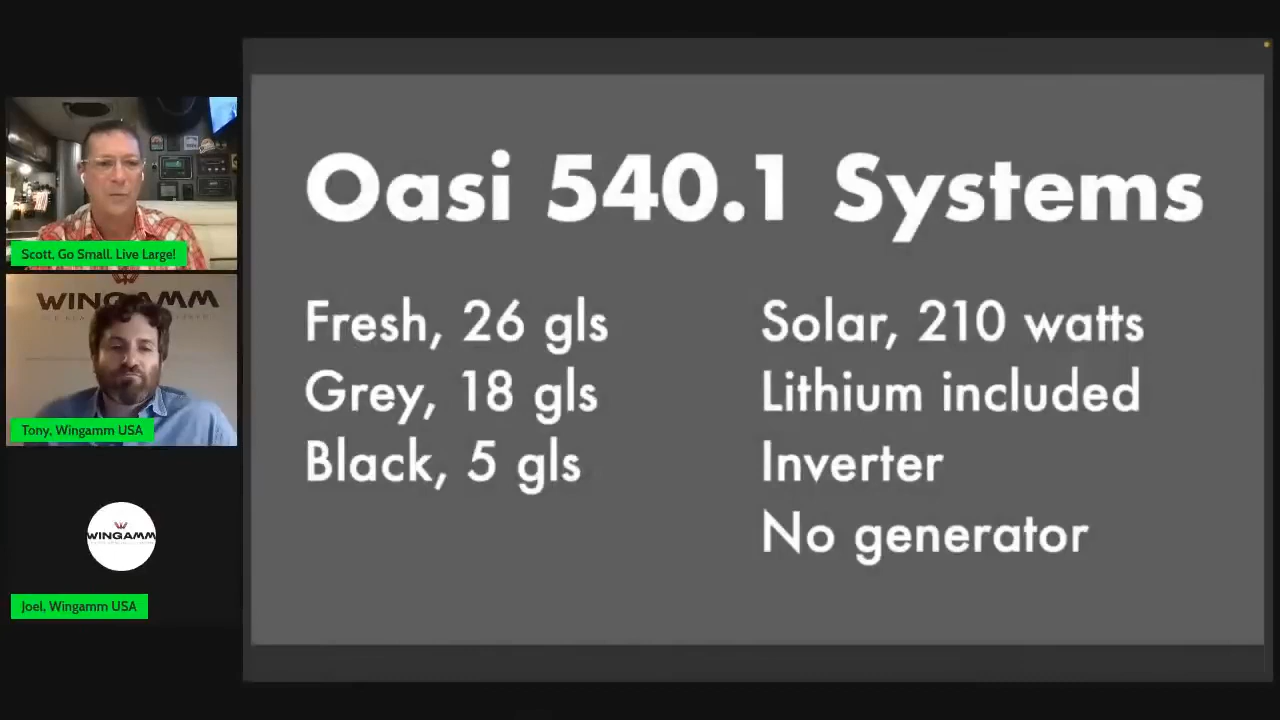 Oasi 540.1 Systems
Fresh, 26 gls
Grey, 18 gls
Black, 5 gls
Solar, 210 watts
Lithium included
Inverter
No generator
Scott, Go Small. Live Large!
WINGAMM
Tony, Wingamm USA
WINGAMM
Joel, Wingamm USA